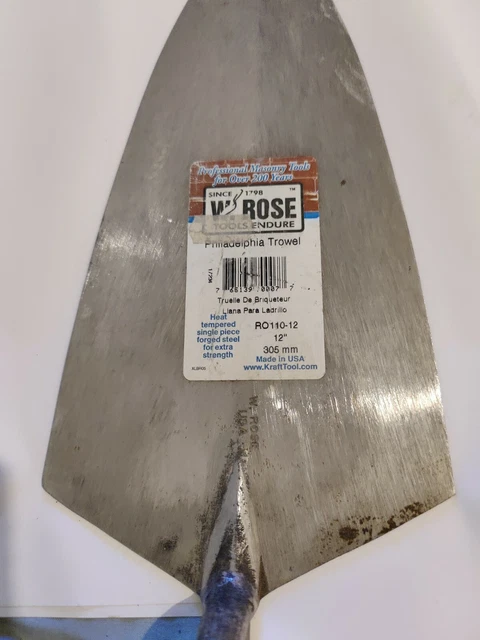 Professional Masonry Tools
for Over 200 Years
SINCE 1798
W. ROSE
™
TOOLS ENDURE
Philadelphia Trowel
Truelle De Briqueteur
Llana Para Ladrillo
Heat
tempered
single piece
forged steel
for extra
strength
RO110-12
12"
305 mm
Made in USA
www.KraftTool.com
W. ROSE
USA